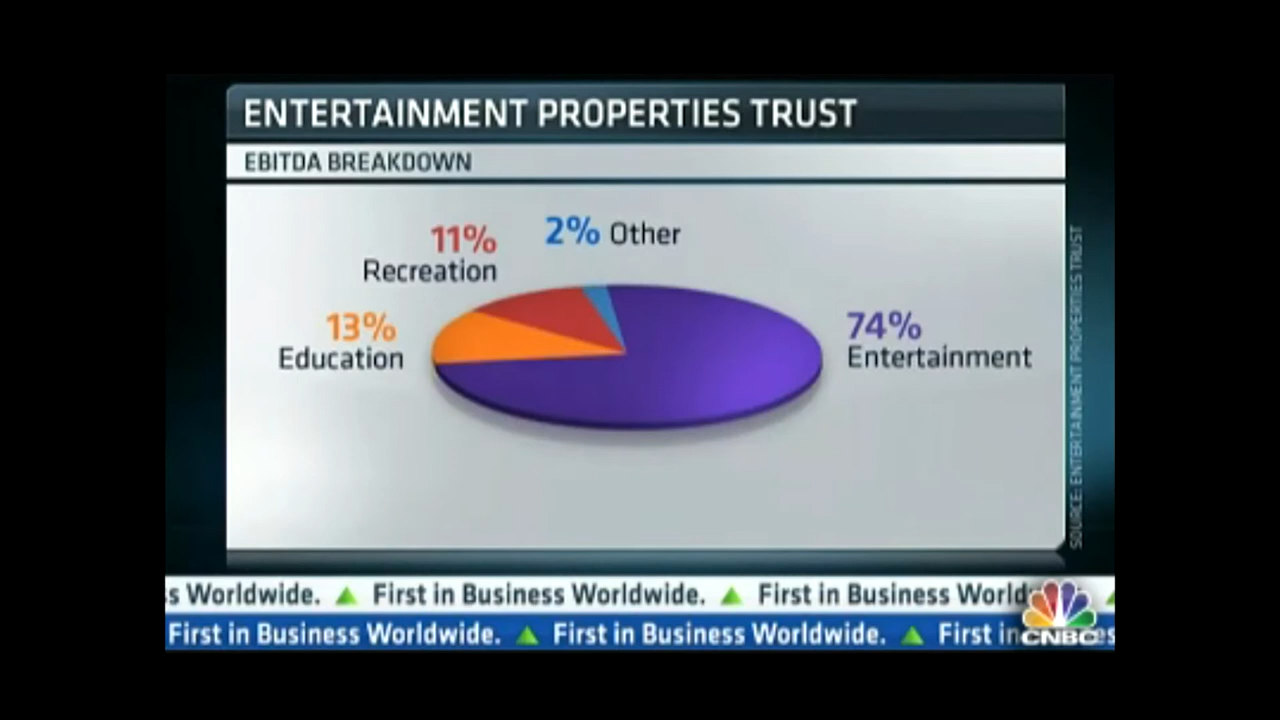 ENTERTAINMENT PROPERTIES TRUST
EBITDA BREAKDOWN
2% Other
11%
Recreation
13%
Education
74%
Entertainment
SOURCE: ENTERTAINMENT PROPERTIES TRUST
s Worldwide. ▲ First in Business Worldwide. ▲ First in Business World
First in Business Worldwide. ▲ First in Business Worldwide. ▲ First in
CNBC